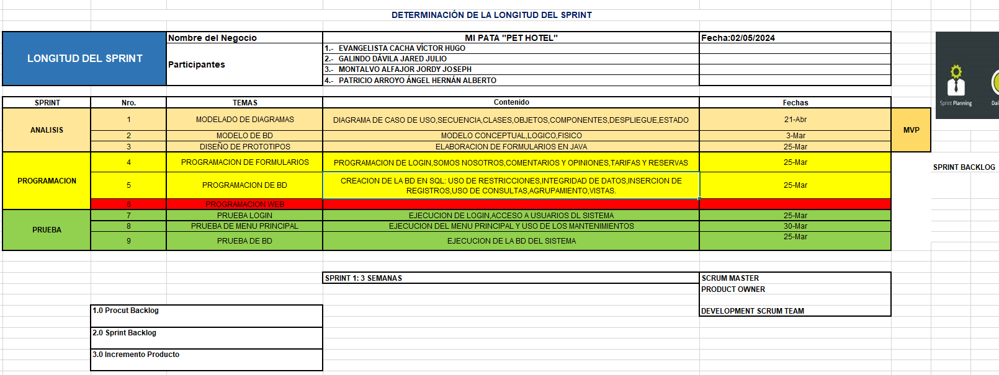 DETERMINACIÓN DE LA LONGITUD DEL SPRINT
LONGITUD DEL SPRINT
Nombre del Negocio
MI PATA "PET HOTEL"
Fecha:02/05/2024
Participantes
1.- EVANGELISTA CACHA VÍCTOR HUGO
2.- GALINDO DÁVILA JARED JULIO
3.- MONTALVO ALFAJOR JORDY JOSEPH
4.- PATRICIO ARROYO ÁNGEL HERNÁN ALBERTO
Sprint Planning
Dai
SPRINT Nro. TEMAS Contenido Fechas
ANALISIS
1 MODELADO DE DIAGRAMAS DIAGRAMA DE CASO DE USO,SECUENCIA,CLASES,OBJETOS,COMPONENTES,DESPLIEGUE,ESTADO 21-Abr
2 MODELO DE BD MODELO CONCEPTUAL,LOGICO,FISICO 3-Mar
3 DISEÑO DE PROTOTIPOS ELABORACION DE FORMULARIOS EN JAVA 25-Mar
MVP
PROGRAMACION
4 PROGRAMACION DE FORMULARIOS PROGRAMACION DE LOGIN,SOMOS NOSOTROS,COMENTARIOS Y OPINIONES,TARIFAS Y RESERVAS 25-Mar
SPRINT BACKLOG
5 PROGRAMACION DE BD CREACION DE LA BD EN SQL: USO DE RESTRICCIONES,INTEGRIDAD DE DATOS,INSERCION DE
REGISTROS,USO DE CONSULTAS,AGRUPAMIENTO,VISTAS. 25-Mar
6 PROGRAMACION WEB
PRUEBA
7 PRUEBA LOGIN EJECUCION DE LOGIN,ACCESO A USUARIOS DL SISTEMA 25-Mar
8 PRUEBA DE MENU PRINCIPAL EJECUCION DEL MENU PRINCIPAL Y USO DE LOS MANTENIMIENTOS 30-Mar
9 PRUEBA DE BD EJECUCION DE LA BD DEL SISTEMA 25-Mar
SPRINT 1: 3 SEMANAS
SCRUM MASTER
PRODUCT OWNER
DEVELOPMENT SCRUM TEAM
1.0 Procut Backlog
2.0 Sprint Backlog
3.0 Incremento Producto